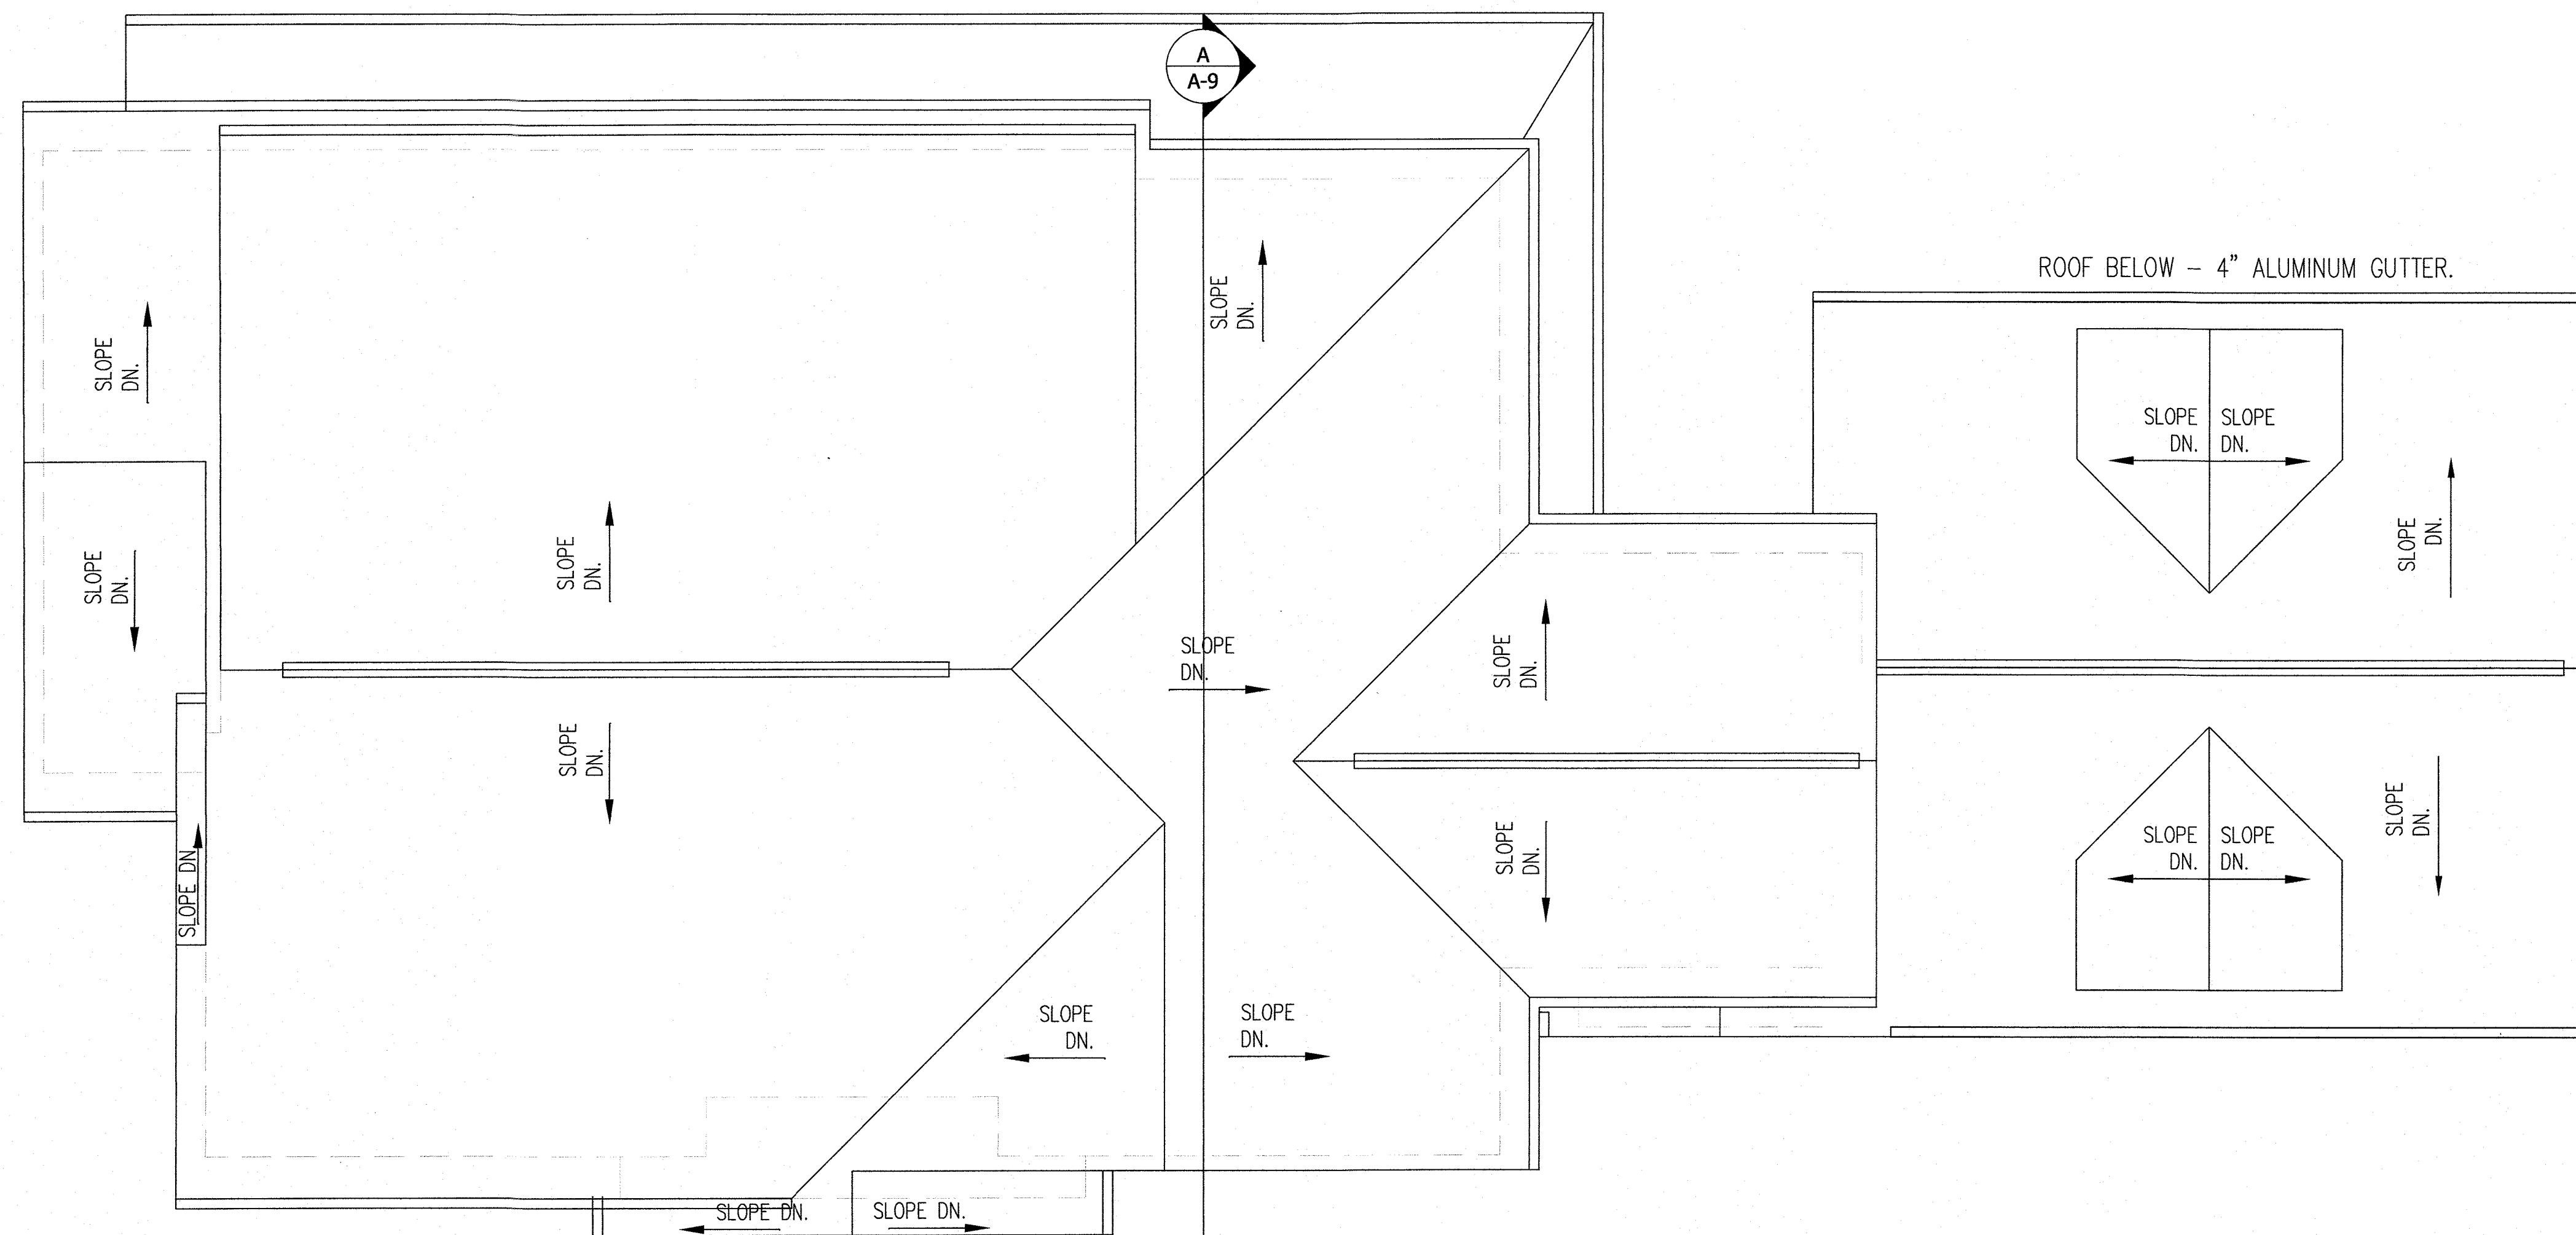 A
A-9
ROOF BELOW – 4” ALUMINUM GUTTER.
SLOPE
DN.
SLOPE
DN.
SLOPE
DN.
SLOPE
DN.
SLOPE
DN.
SLOPE
DN.
SLOPE
DN.
SLOPE
DN.
SLOPE
DN.
SLOPE
DN.
SLOPE
DN.
SLOPE
DN.
SLOPE
DN.
SLOPE
DN.
SLOPE
DN.
SLOPE DN
SLOPE
DN.
SLOPE
DN.
SLOPE DN.
SLOPE DN.